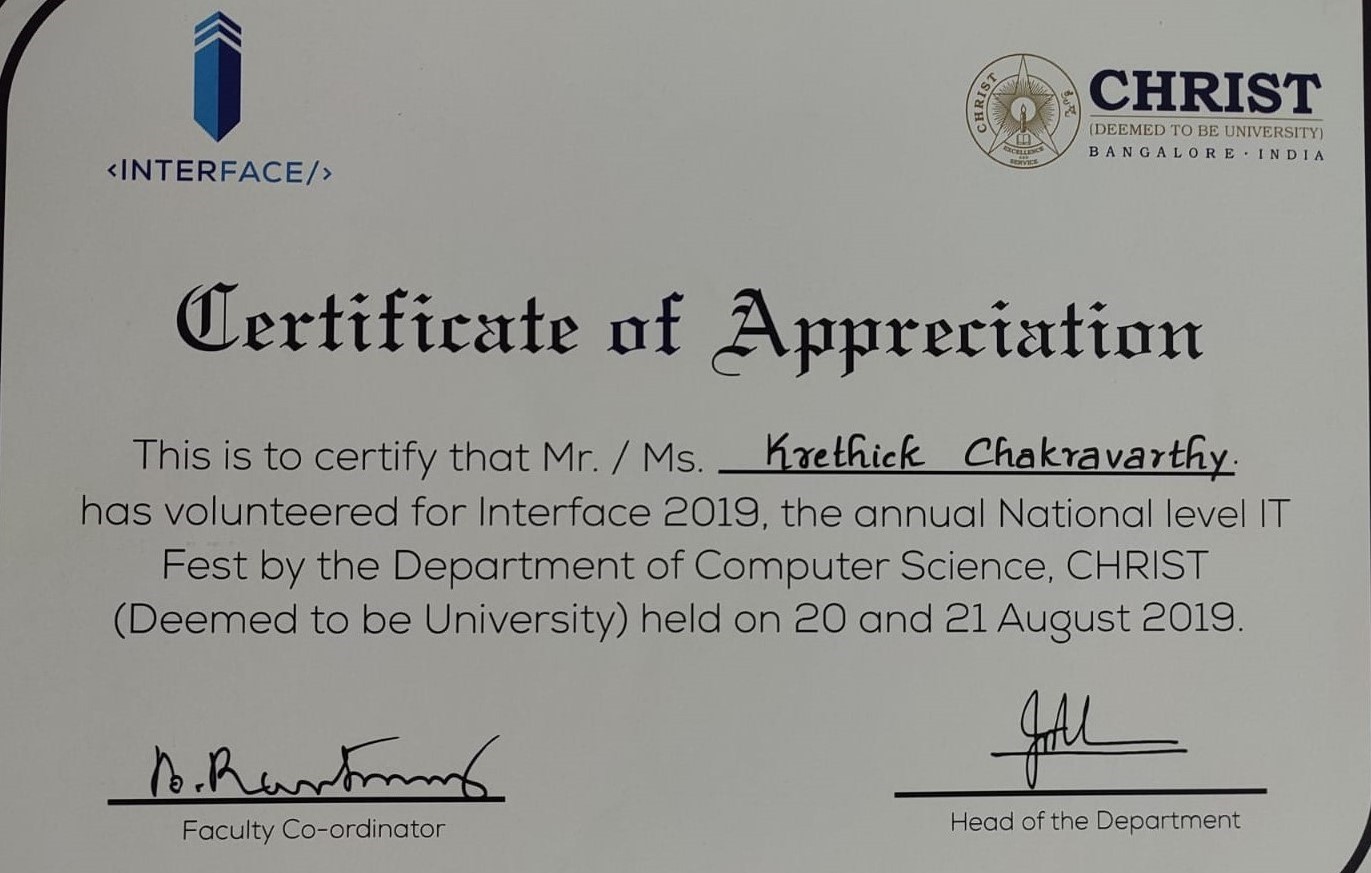 <INTERFACE/>
CHRIST
EXCELLENCE
AND
SERVICE
CHRIST
(DEEMED TO BE UNIVERSITY)
BANGALORE · INDIA
Certificate of Appreciation
This is to certify that Mr. / Ms. Krethick Chakravarthy.
has volunteered for Interface 2019, the annual National level IT
Fest by the Department of Computer Science, CHRIST
(Deemed to be University) held on 20 and 21 August 2019.
Faculty Co-ordinator
Head of the Department